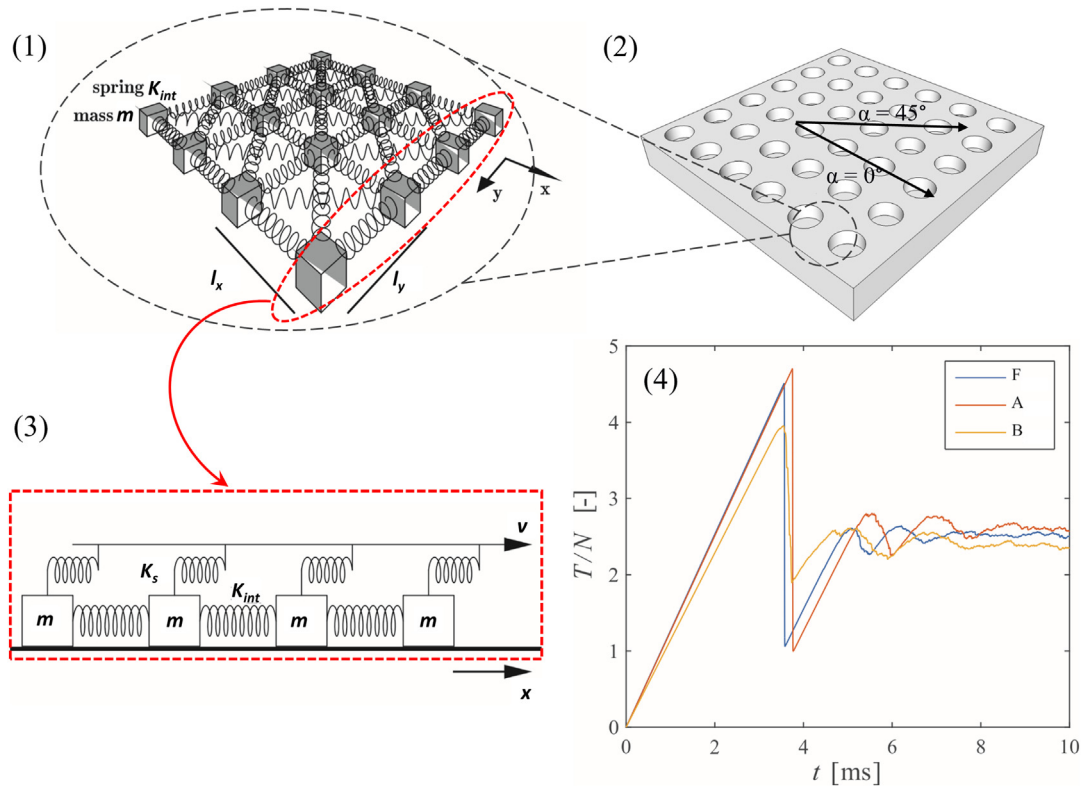 (1)
spring K_int
mass m
x
y
l_x
l_y
(2)
α = 45°
α = 0°
(3)
v
K_s
K_int
m m m m
x
(4)
F
A
B
5
4
3
2
1
0
T/N [-]
0 2 4 6 8 10
t [ms]